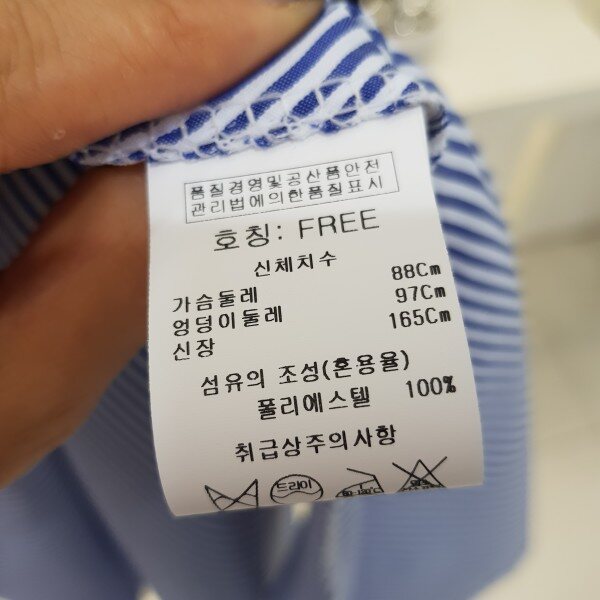 품질경영및공산품안전
관리법에의한품질표시
호칭: FREE
신체치수
가슴둘레 88Cm
엉덩이둘레 97Cm
신장 165Cm
섬유의 조성(혼용율)
폴리에스텔 100%
취급상주의사항
드라이